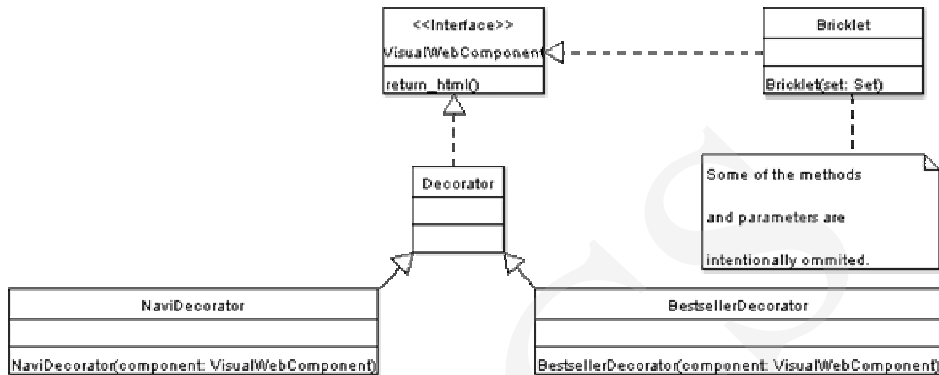 <<Interface>>
VisualWebComponent
return_html()
Bricklet
Bricklet(set: Set)
Some of the methods
and parameters are
intentionally ommited.
Decorator
NaviDecorator
NaviDecorator(component: VisualWebComponent)
BestsellerDecorator
BestsellerDecorator(component: VisualWebComponent)
CS